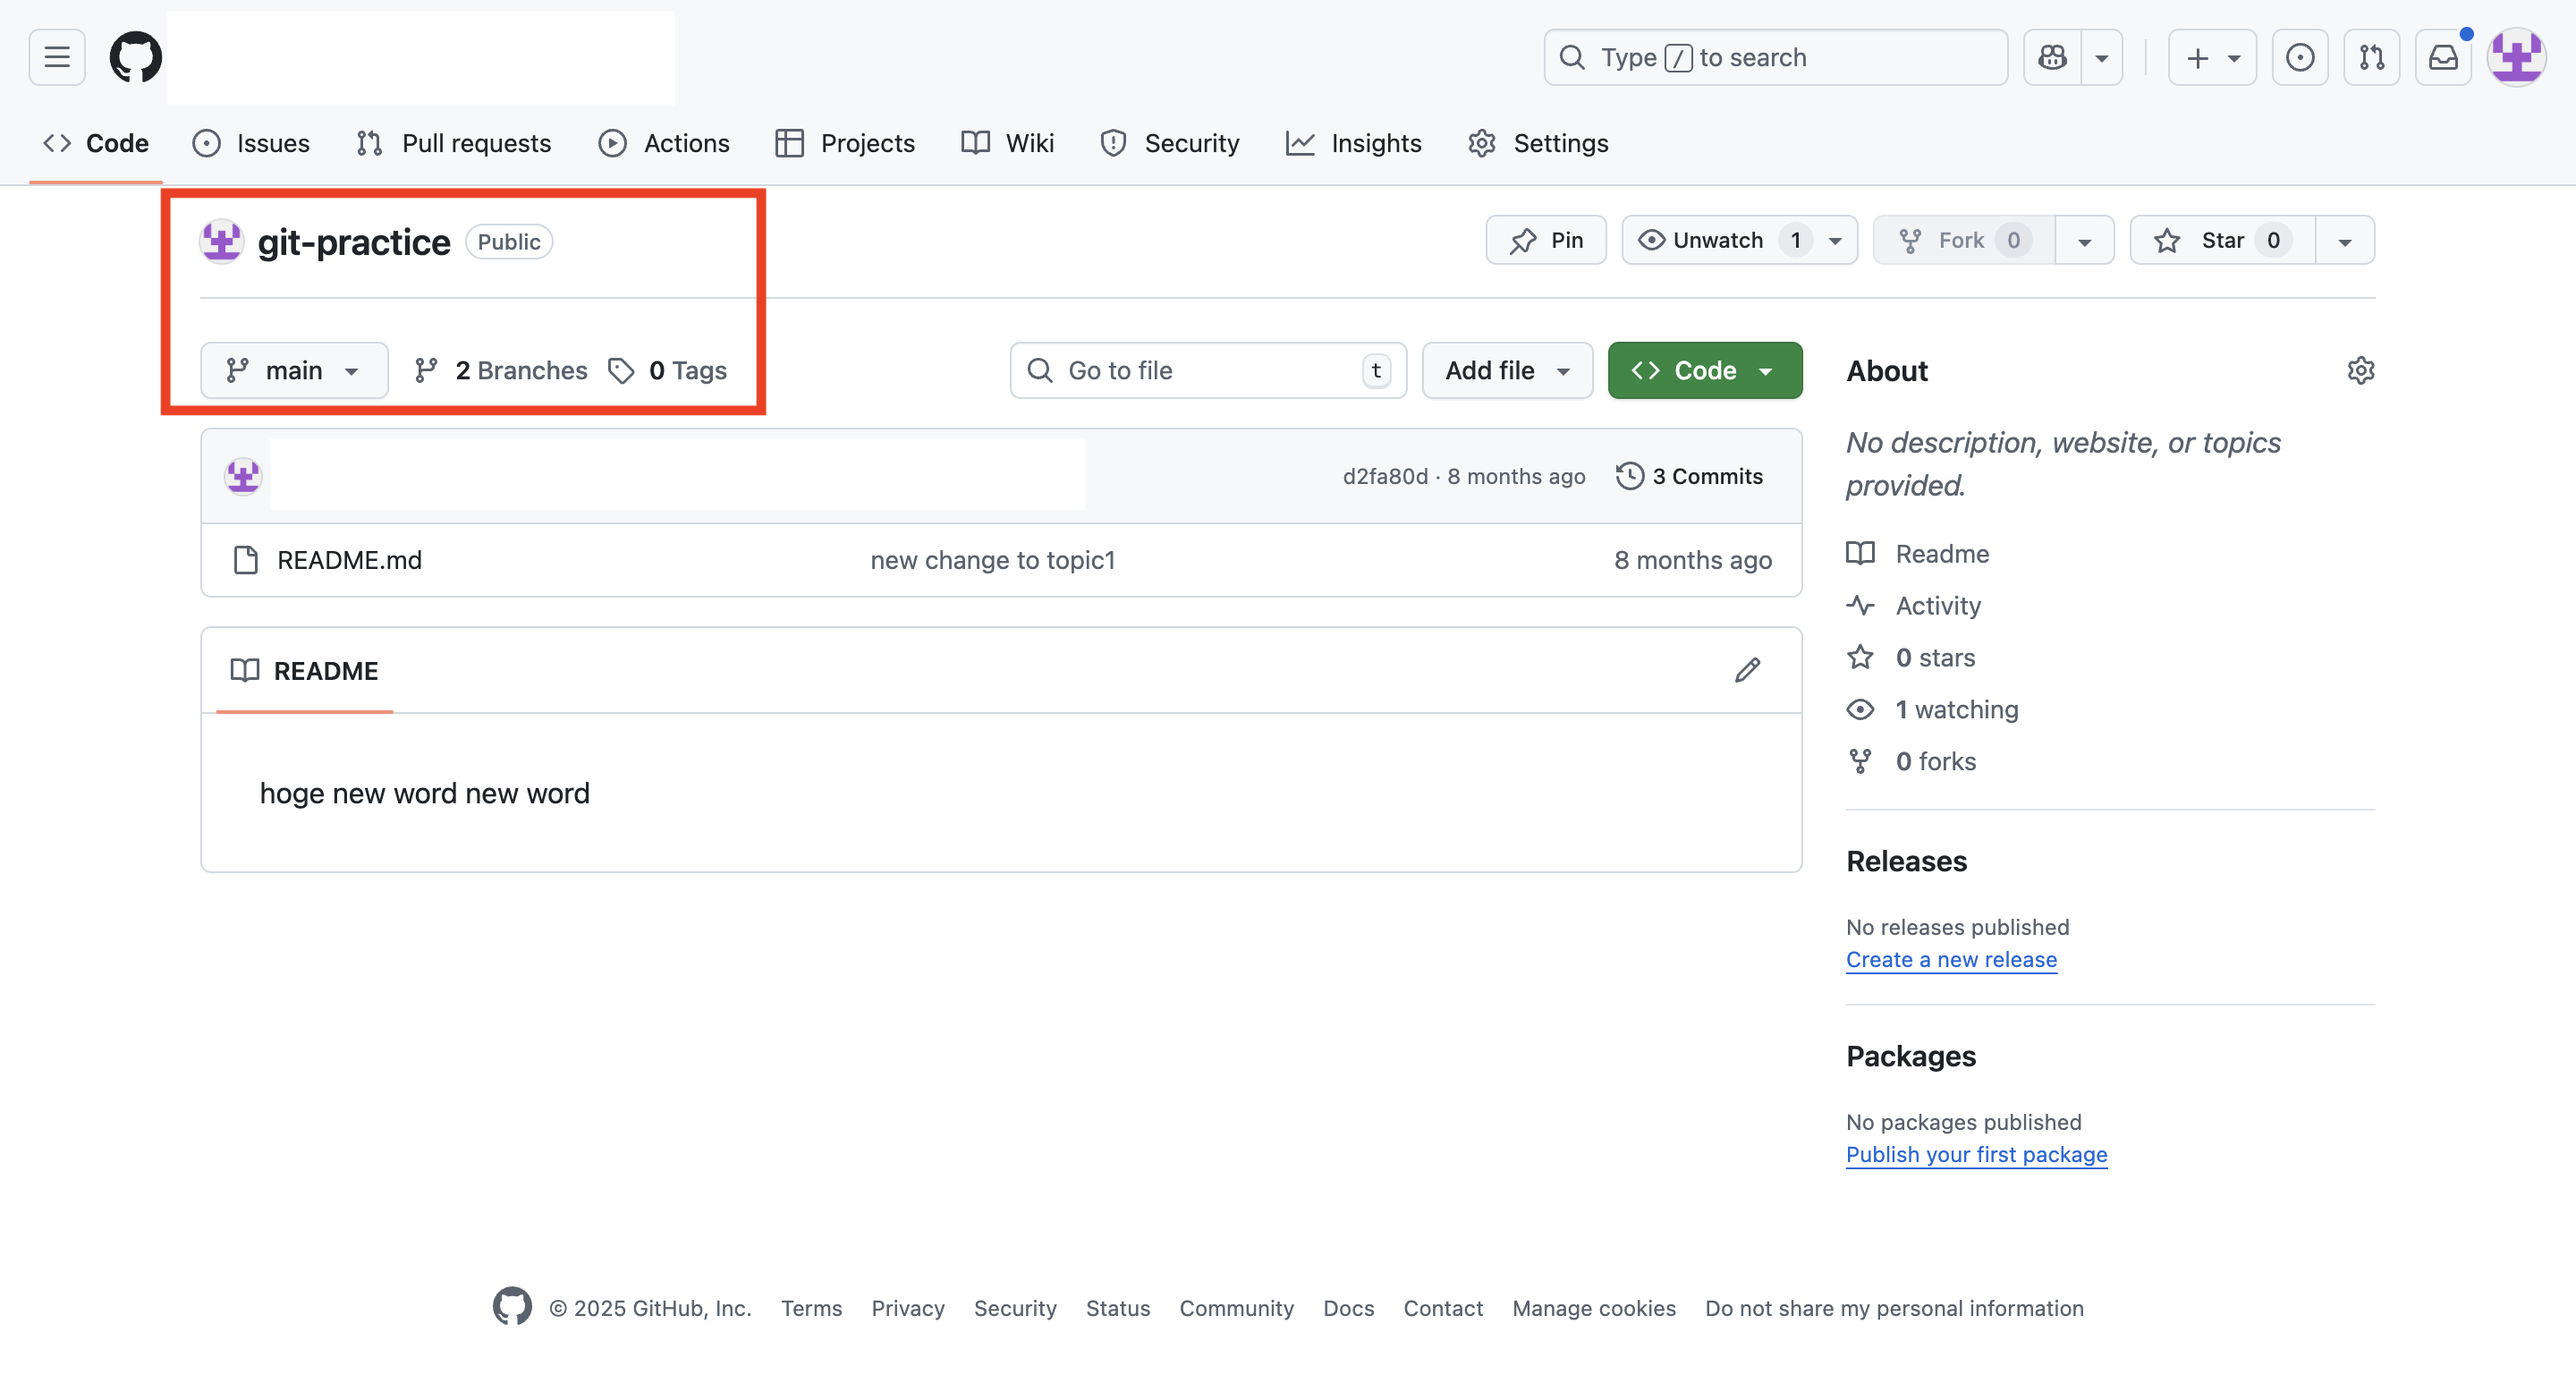 Type / to search
Code Issues Pull requests Actions Projects Wiki Security Insights Settings
git-practice Public
Pin Unwatch 1 Fork 0 Star 0
main 2 Branches 0 Tags
Go to file t Add file Code
d2fa80d · 8 months ago 3 Commits
README.md new change to topic1 8 months ago
README
hoge new word new word
About
No description, website, or topics
provided.
Readme
Activity
0 stars
1 watching
0 forks
Releases
No releases published
Create a new release
Packages
No packages published
Publish your first package
© 2025 GitHub, Inc. Terms Privacy Security Status Community Docs Contact Manage cookies Do not share my personal information